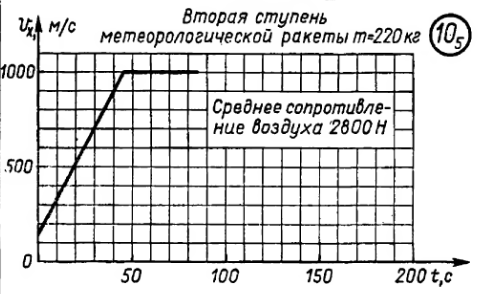 Вторая ступень
метеорологической ракеты m=220 кг
10₅
υₓ, м/с
1000
Среднее сопротивле-
ние воздуха 2800 Н
500
0
50 100 150 200 t,с